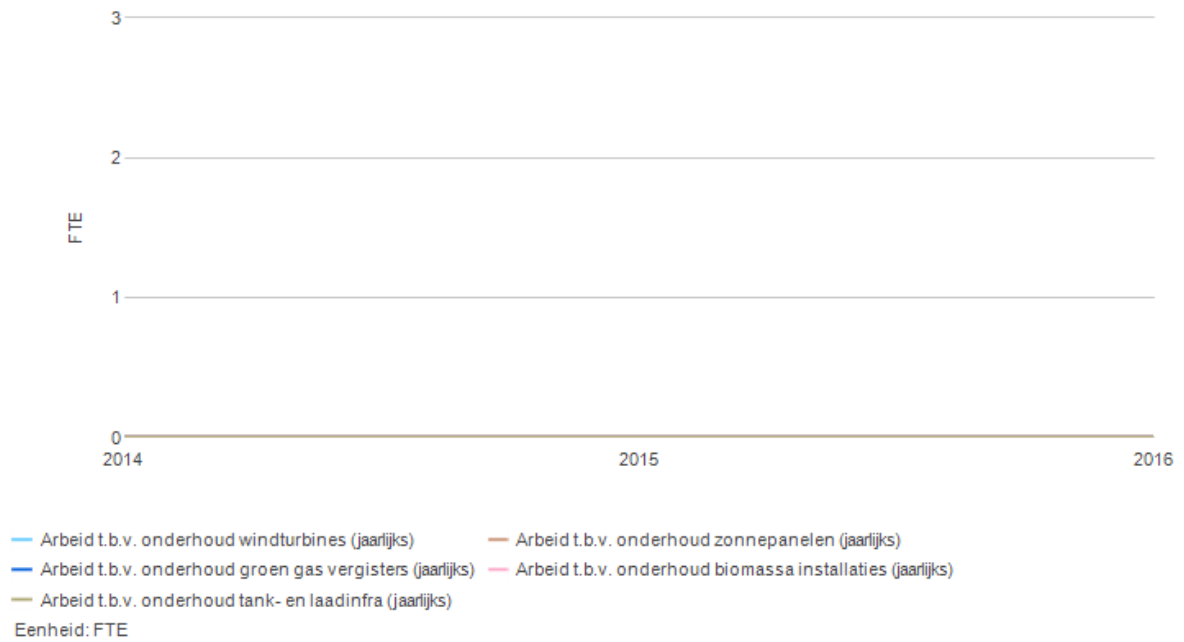 3
2
FTE
1
0
2014 2015 2016
Arbeid t.b.v. onderhoud windturbines (jaarlijks) Arbeid t.b.v. onderhoud zonnepanelen (jaarlijks)
Arbeid t.b.v. onderhoud groen gas vergisters (jaarlijks) Arbeid t.b.v. onderhoud biomassa installaties (jaarlijks)
Arbeid t.b.v. onderhoud tank- en laadinfra (jaarlijks)
Eenheid: FTE